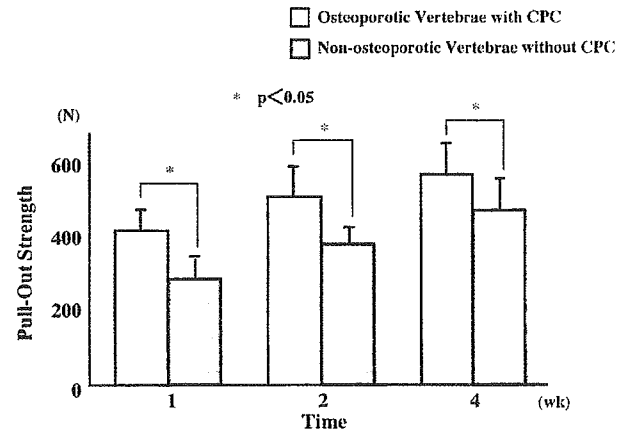 Osteoporotic Vertebrae with CPC
Non-osteoporotic Vertebrae without CPC
* p<0.05
(N)
* * *
600
400
200
0
Pull-Out Strength
1 2 4 (wk)
Time